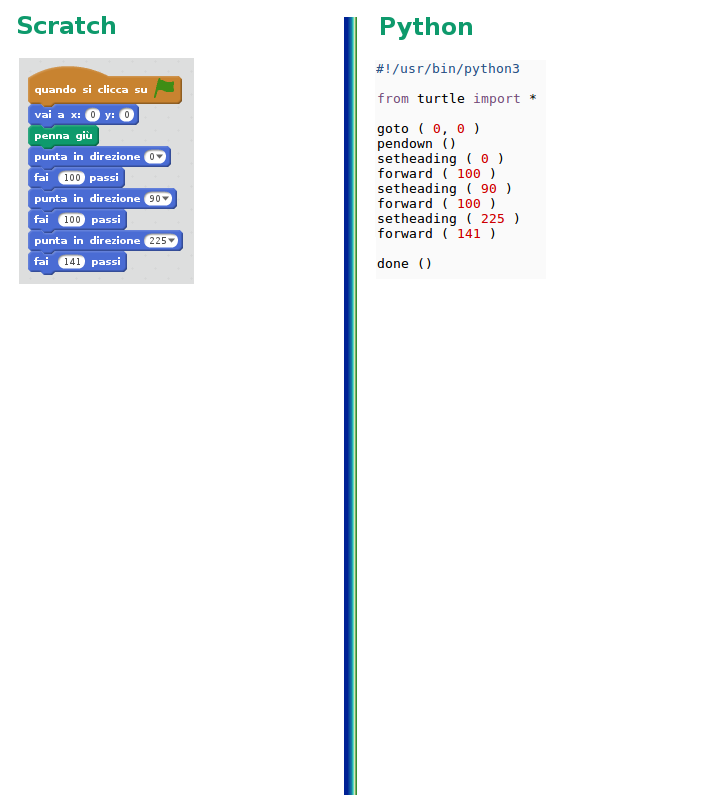 Scratch
quando si clicca su
vai a x: 0 y: 0
penna giù
punta in direzione 0
fai 100 passi
punta in direzione 90
fai 100 passi
punta in direzione 225
fai 141 passi
Python
#!/usr/bin/python3
from turtle import *
goto ( 0, 0 )
pendown ()
setheading ( 0 )
forward ( 100 )
setheading ( 90 )
forward ( 100 )
setheading ( 225 )
forward ( 141 )
done ()